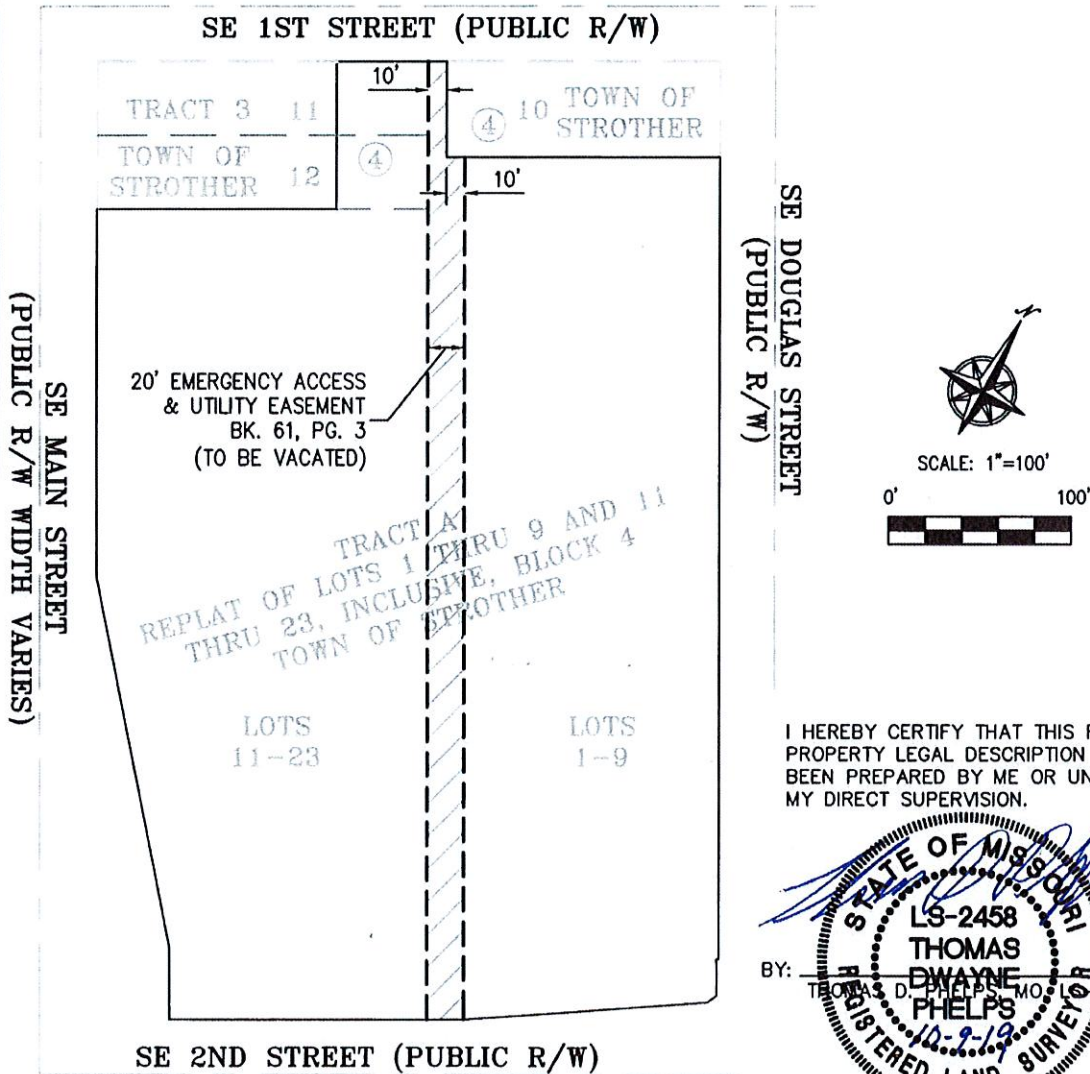 SE 1ST STREET (PUBLIC R/W)
10'
TRACT 3 11
TOWN OF
STROTHER 12
4
4
10 TOWN OF
STROTHER
10'
SE DOUGLAS STREET
(PUBLIC R/W)
N
SCALE: 1"=100'
0' 100'
20' EMERGENCY ACCESS
& UTILITY EASEMENT
BK. 61, PG. 3
(TO BE VACATED)
SE MAIN STREET
(PUBLIC R/W WIDTH VARIES)
TRACT A
REPLAT OF LOTS 1 THRU 9 AND 11
THRU 23, INCLUSIVE, BLOCK 4
TOWN OF STROTHER
LOTS
11-23
LOTS
1-9
I HEREBY CERTIFY THAT THIS
PROPERTY LEGAL DESCRIPTION
BEEN PREPARED BY ME OR
MY DIRECT SUPERVISION.
STATE OF MISSOURI
LS-2458
THOMAS
DWAYNE
PHELPS
10-9-19
REGISTERED LAND SURVEYOR
BY:
THOMAS D. PHELPS, MO.
SE 2ND STREET (PUBLIC R/W)